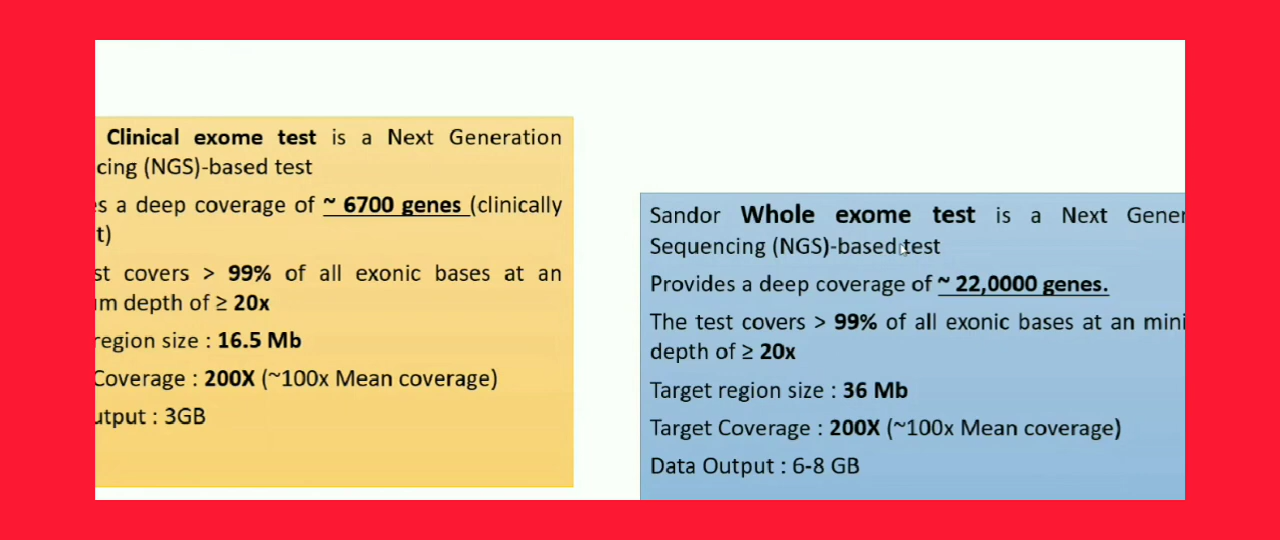 Clinical exome test is a Next Generation
cing (NGS)-based test
s a deep coverage of ~ 6700 genes (clinically
t)
st covers > 99% of all exonic bases at an
m depth of ≥ 20x
region size : 16.5 Mb
Coverage : 200X (~100x Mean coverage)
utput : 3GB
Sandor Whole exome test is a Next Gener
Sequencing (NGS)-based test
Provides a deep coverage of ~ 22,0000 genes.
The test covers > 99% of all exonic bases at an mini
depth of ≥ 20x
Target region size : 36 Mb
Target Coverage : 200X (~100x Mean coverage)
Data Output : 6-8 GB